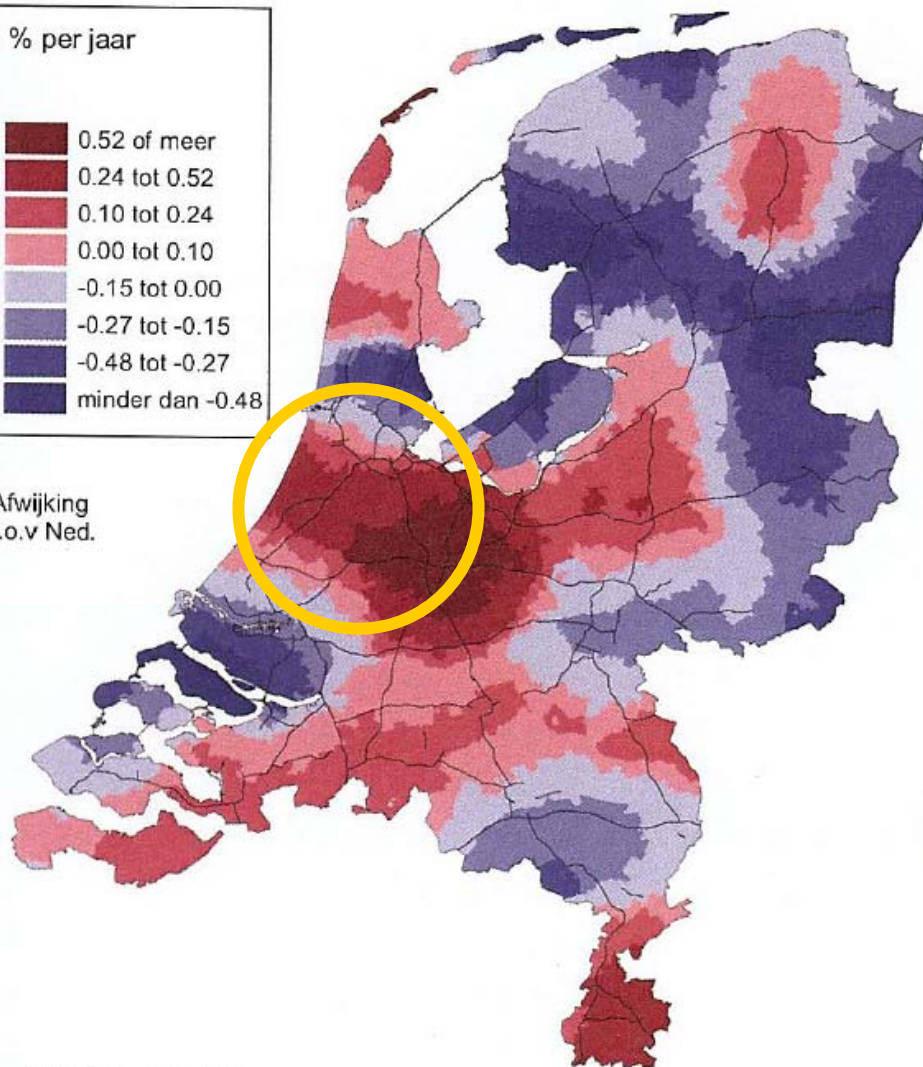 % per jaar
0.52 of meer
0.24 tot 0.52
0.10 tot 0.24
0.00 tot 0.10
-0.15 tot 0.00
-0.27 tot -0.15
-0.48 tot -0.27
minder dan -0.48
Afwijking
.o.v Ned.